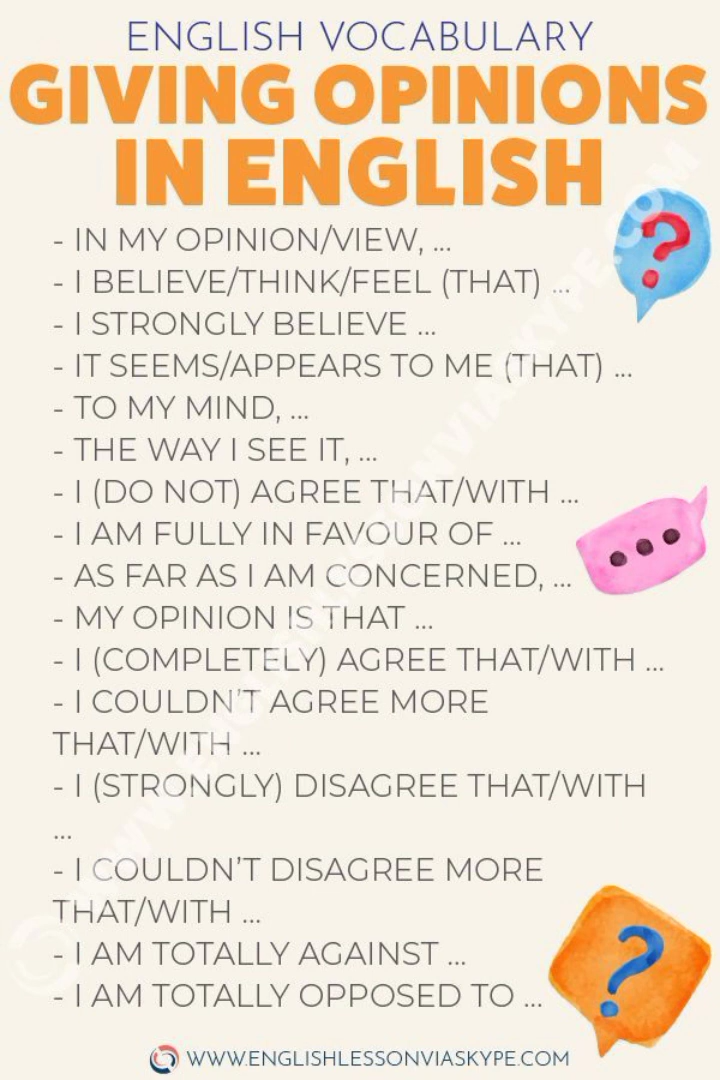 ENGLISH VOCABULARY
GIVING OPINIONS
IN ENGLISH
- IN MY OPINION/VIEW, ...
- I BELIEVE/THINK/FEEL (THAT) ...
- I STRONGLY BELIEVE ...
- IT SEEMS/APPEARS TO ME (THAT) ...
- TO MY MIND, ...
- THE WAY I SEE IT, ...
- I (DO NOT) AGREE THAT/WITH ...
- I AM FULLY IN FAVOUR OF ...
- AS FAR AS I AM CONCERNED, ...
- MY OPINION IS THAT ...
- I (COMPLETELY) AGREE THAT/WITH ...
- I COULDN'T AGREE MORE
THAT/WITH ...
- I (STRONGLY) DISAGREE THAT/WITH
...
- I COULDN'T DISAGREE MORE
THAT/WITH ...
- I AM TOTALLY AGAINST ...
- I AM TOTALLY OPPOSED TO ...
WWW.ENGLISHLESSONVIASKYPE.COM
WWW.ENGLISHLESSONVIASKYPE.COM